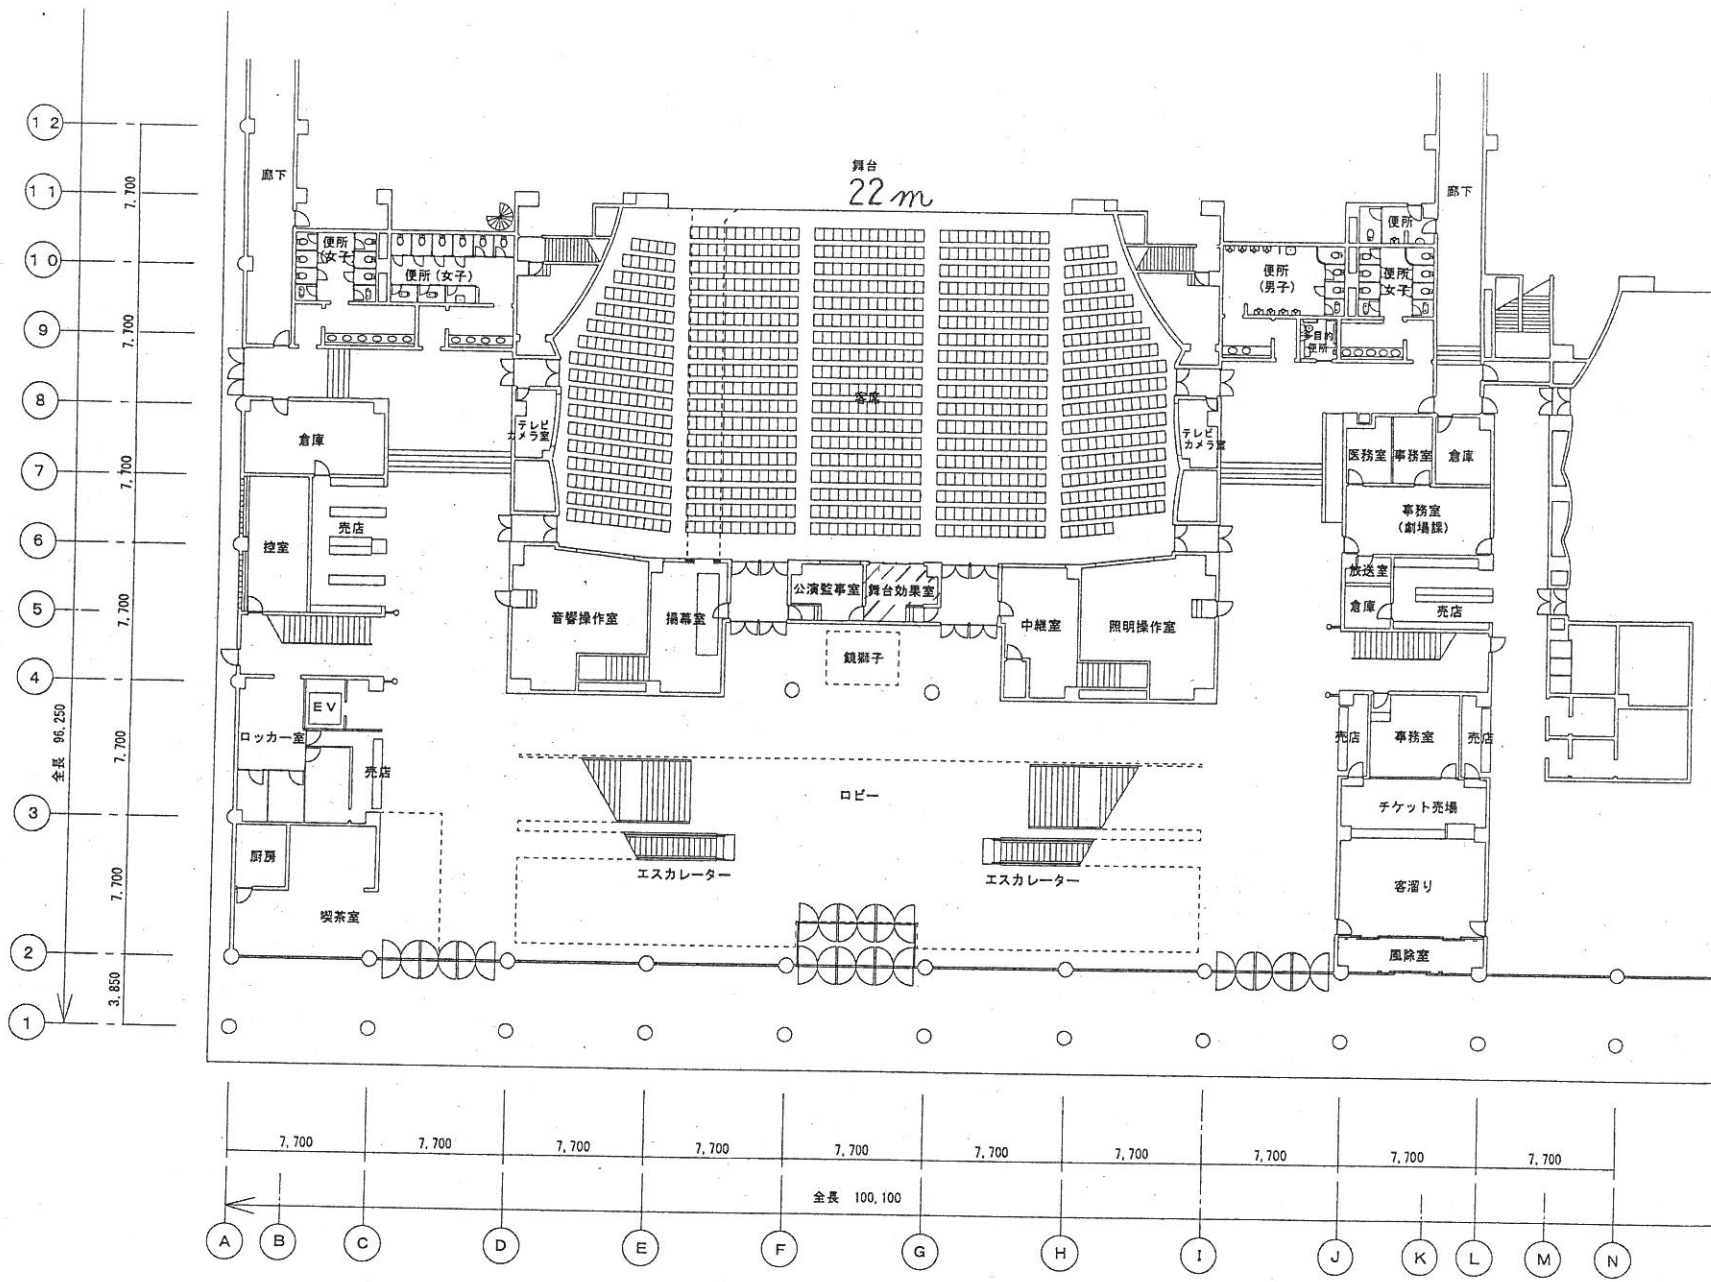 12
11
10
9
8
7
6
5
4
3
2
1
7,700
7,700
7,700
7,700
7,700
7,700
3,850
全長 96,250
舞台
22m
廊下
廊下
便所
(女子)
便所(女子)
便所
(男子)
便所
便所
(女子)
多目的
便所
客席
テレビ
カメラ室
テレビ
カメラ室
倉庫
控室
売店
医務室
事務室
倉庫
事務室
(劇場課)
放送室
倉庫
売店
音響操作室
揚幕室
公演監事室
舞台効果室
中継室
照明操作室
鏡獅子
EV
ロッカー室
売店
厨房
喫茶室
ロビー
エスカレーター
エスカレーター
売店
事務室
売店
チケット売場
客溜り
風除室
7,700
7,700
7,700
7,700
7,700
7,700
7,700
7,700
7,700
7,700
全長 100,100
A
B
C
D
E
F
G
H
I
J
K
L
M
N